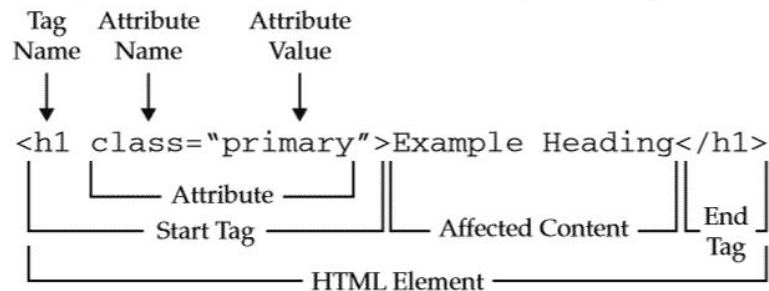 Tag Attribute Attribute
Name Name Value
<h1 class="primary">Example Heading</h1>
Attribute
Start Tag Affected Content End
Tag
HTML Element